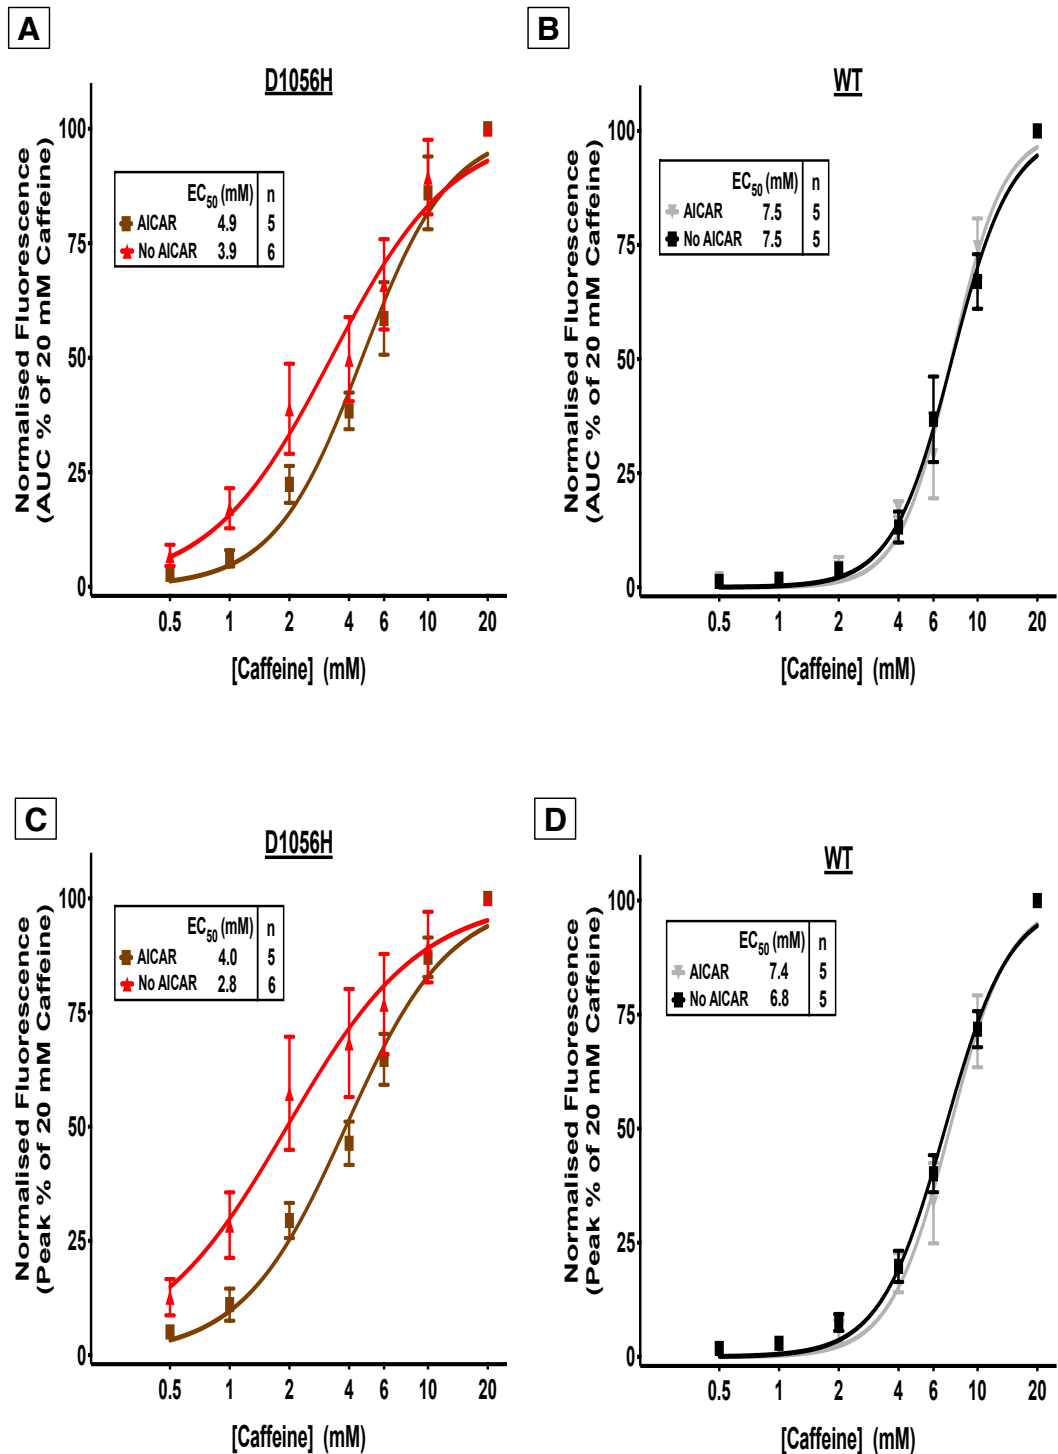 A
D1056H
Normalised Fluorescence
(AUC % of 20 mM Caffeine)
100
75
50
25
0
EC50 (mM) n
AICAR 4.9 5
No AICAR 3.9 6
0.5 1 2 4 6 10 20
[Caffeine] (mM)
B
WT
Normalised Fluorescence
(AUC % of 20 mM Caffeine)
100
75
50
25
0
EC50 (mM) n
AICAR 7.5 5
No AICAR 7.5 5
0.5 1 2 4 6 10 20
[Caffeine] (mM)
C
D1056H
Normalised Fluorescence
(Peak % of 20 mM Caffeine)
100
75
50
25
0
EC50 (mM) n
AICAR 4.0 5
No AICAR 2.8 6
0.5 1 2 4 6 10 20
[Caffeine] (mM)
D
WT
Normalised Fluorescence
(Peak % of 20 mM Caffeine)
100
75
50
25
0
EC50 (mM) n
AICAR 7.4 5
No AICAR 6.8 5
0.5 1 2 4 6 10 20
[Caffeine] (mM)